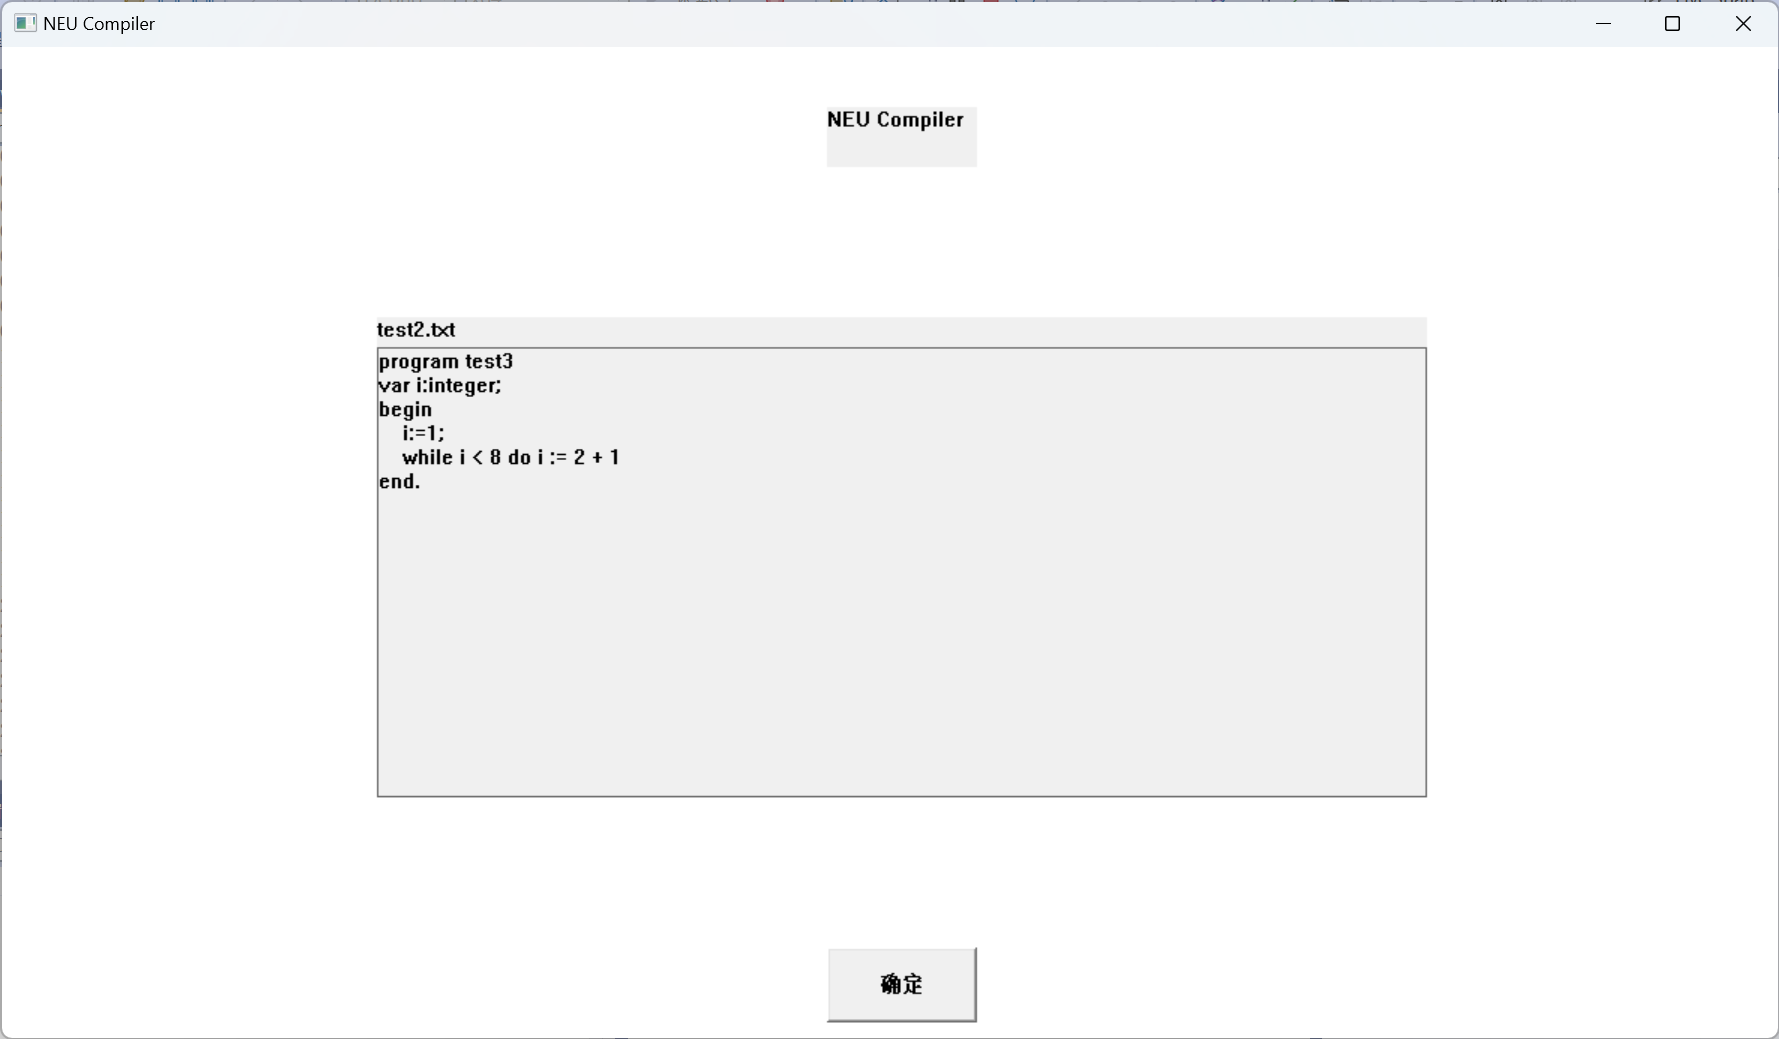 NEU Compiler
NEU Compiler
test2.txt
program test3
var i:integer;
begin
    i:=1;
    while i < 8 do i := 2 + 1
end.
确定